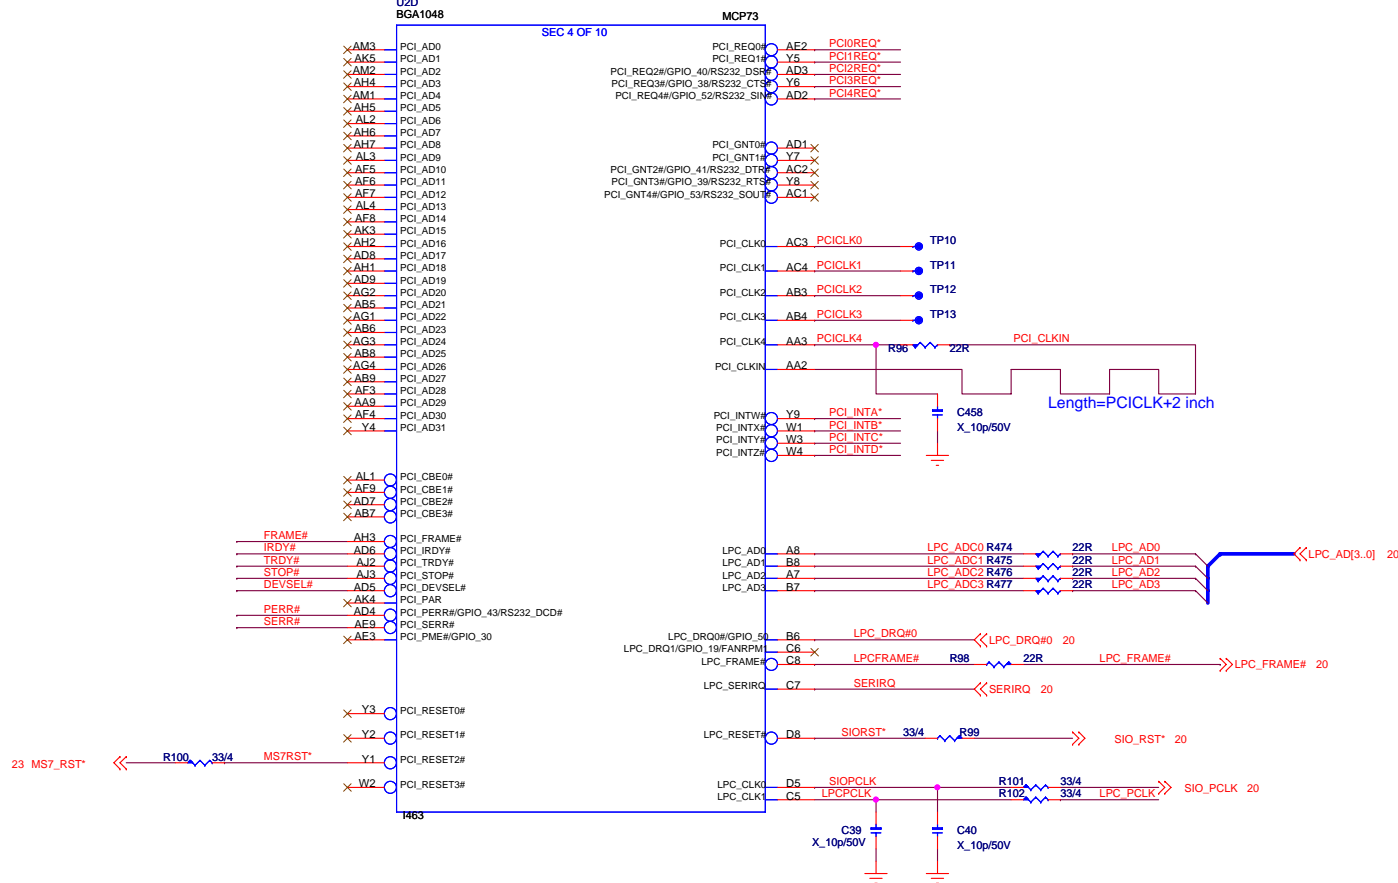 U2D
BGA1048 MCP73
SEC 4 OF 10
AM3 PCI_AD0
AK5 PCI_AD1
AM2 PCI_AD2
AH4 PCI_AD3
AM1 PCI_AD4
AH5 PCI_AD5
AL2 PCI_AD6
AH6 PCI_AD7
AH7 PCI_AD8
AL3 PCI_AD9
AF5 PCI_AD10
AF6 PCI_AD11
AF7 PCI_AD12
AL4 PCI_AD13
AF8 PCI_AD14
AK3 PCI_AD15
AH2 PCI_AD16
AD8 PCI_AD17
AH1 PCI_AD18
AD9 PCI_AD19
AG2 PCI_AD20
AB5 PCI_AD21
AG1 PCI_AD22
AB6 PCI_AD23
AG3 PCI_AD24
AB8 PCI_AD25
AG4 PCI_AD26
AB9 PCI_AD27
AF3 PCI_AD28
AA9 PCI_AD29
AF4 PCI_AD30
Y4 PCI_AD31
AL1 PCI_CBE0#
AF9 PCI_CBE1#
AD7 PCI_CBE2#
AB7 PCI_CBE3#
FRAME# AH3 PCI_FRAME#
IRDY# AD6 PCI_IRDY#
TRDY# AJ2 PCI_TRDY#
STOP# AJ3 PCI_STOP#
DEVSEL# AD5 PCI_DEVSEL#
AK4 PCI_PAR
PERR# AD4 PCI_PERR#/GPIO_43/RS232_DCD#
SERR# AE9 PCI_SERR#
AE3 PCI_PME#/GPIO_30
Y3 PCI_RESET0#
Y2 PCI_RESET1#
23 MS7_RST* R100 33/4 MS7RST* Y1 PCI_RESET2#
W2 PCI_RESET3#
I463
PCI_REQ0# AE2 PCI0REQ*
PCI_REQ1# Y5 PCI1REQ*
PCI_REQ2#/GPIO_40/RS232_DSR# AD3 PCI2REQ*
PCI_REQ3#/GPIO_38/RS232_CTS# Y6 PCI3REQ*
PCI_REQ4#/GPIO_52/RS232_SIN# AD2 PCI4REQ*
PCI_GNT0# AD1
PCI_GNT1# Y7
PCI_GNT2#/GPIO_41/RS232_DTR# AC2
PCI_GNT3#/GPIO_39/RS232_RTS# Y8
PCI_GNT4#/GPIO_53/RS232_SOUT# AC1
PCI_CLK0 AC3 PCICLK0 TP10
PCI_CLK1 AC4 PCICLK1 TP11
PCI_CLK2 AB3 PCICLK2 TP12
PCI_CLK3 AB4 PCICLK3 TP13
PCI_CLK4 AA3 PCICLK4 R96 22R PCI_CLKIN
PCI_CLKIN AA2
Length=PCICLK+2 inch
C458
X_10p/50V
PCI_INTW# Y9 PCI_INTA*
PCI_INTX# W1 PCI_INTB*
PCI_INTY# W3 PCI_INTC*
PCI_INTZ# W4 PCI_INTD*
LPC_AD0 A8 LPC_ADC0 R474 22R LPC_AD0 LPC_AD[3..0] 20
LPC_AD1 B8 LPC_ADC1 R475 22R LPC_AD1
LPC_AD2 A7 LPC_ADC2 R476 22R LPC_AD2
LPC_AD3 B7 LPC_ADC3 R477 22R LPC_AD3
LPC_DRQ0#/GPIO_50 B6 LPC_DRQ#0 LPC_DRQ#0 20
LPC_DRQ1/GPIO_19/FANRPM1 C6
LPC_FRAME# C8 LPCFRAME# R98 22R LPC_FRAME# LPC_FRAME# 20
LPC_SERIRQ C7 SERIRQ SERIRQ 20
LPC_RESET# D8 SIORST* 33/4 R99 SIO_RST* 20
LPC_CLK0 D5 SIOPCLK R101 33/4 SIO_PCLK 20
LPC_CLK1 C5 LPCPCLK R102 33/4 LPC_PCLK
C39 C40
X_10p/50V X_10p/50V